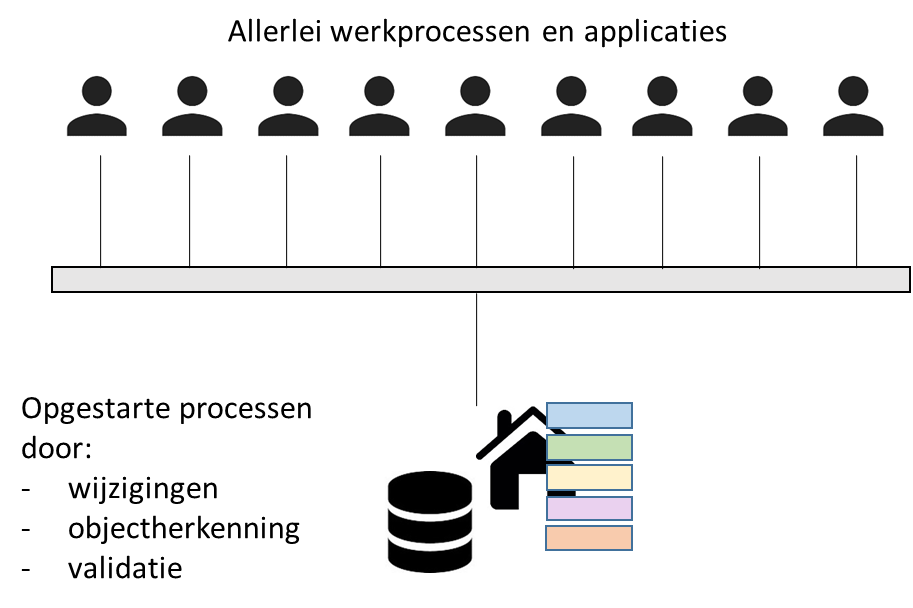 Allerlei werkprocessen en applicaties
Opgestarte processen
door:
- wijzigingen
- objectherkenning
- validatie